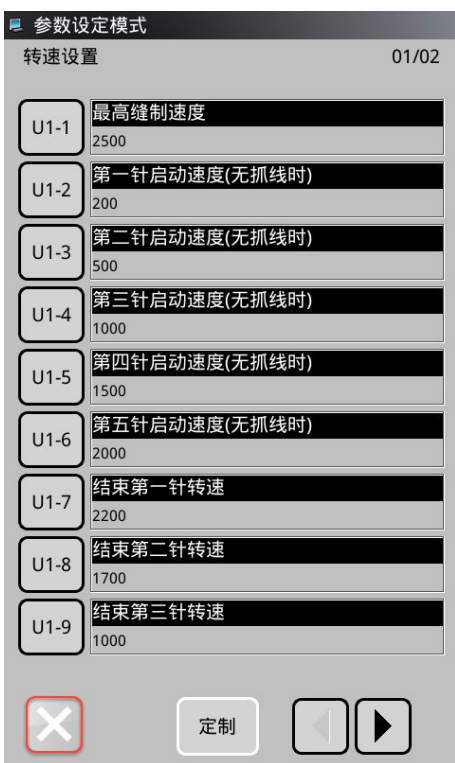 参数设定模式
转速设置 01/02
U1-1 最高缝制速度
2500
U1-2 第一针启动速度(无抓线时)
200
U1-3 第二针启动速度(无抓线时)
500
U1-4 第三针启动速度(无抓线时)
1000
U1-5 第四针启动速度(无抓线时)
1500
U1-6 第五针启动速度(无抓线时)
2000
U1-7 结束第一针转速
2200
U1-8 结束第二针转速
1700
U1-9 结束第三针转速
1000
定制